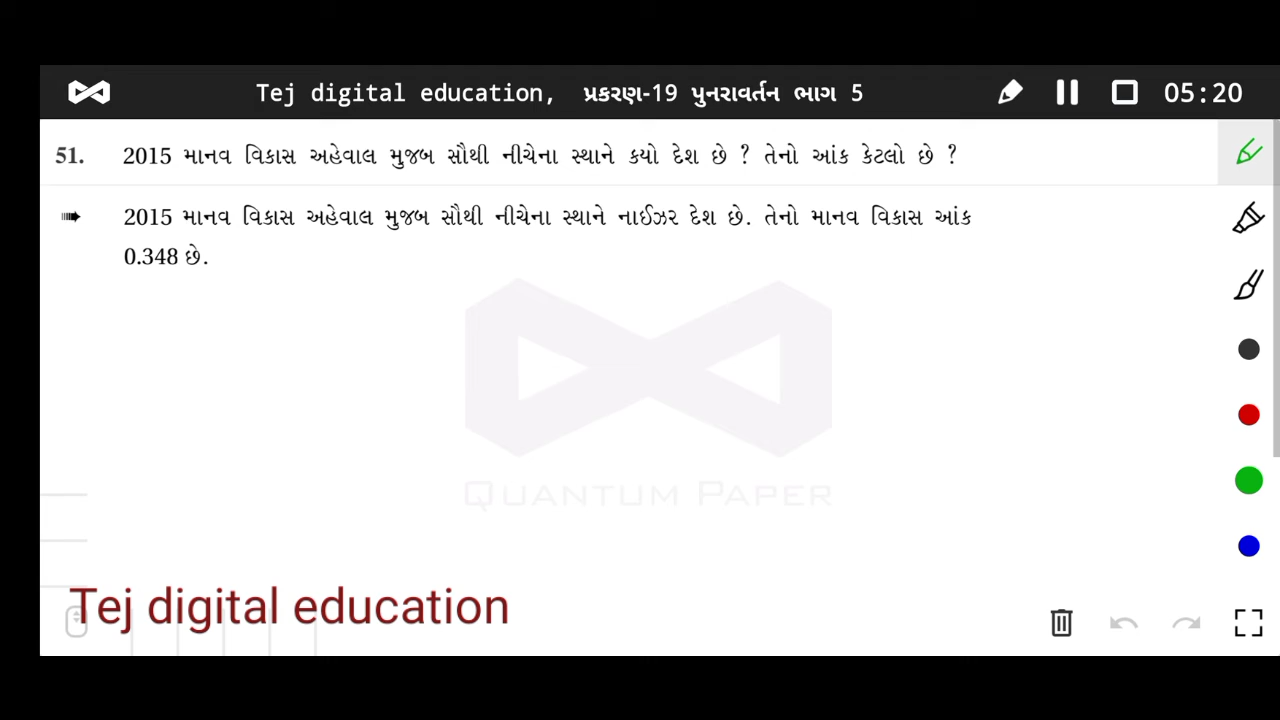 Tej digital education, પ્રકરણ-19 પુનરાવર્તન ભાગ 5 05:20
51. 2015 માનવ વિકાસ અહેવાલ મુજબ સૌથી નીચેના સ્થાને કયો દેશ છે ? તેનો આંક કેટલો છે ?
➠ 2015 માનવ વિકાસ અહેવાલ મુજબ સૌથી નીચેના સ્થાને નાઈઝર દેશ છે. તેનો માનવ વિકાસ આંક
0.348 છે.
QUANTUM PAPER
Tej digital education